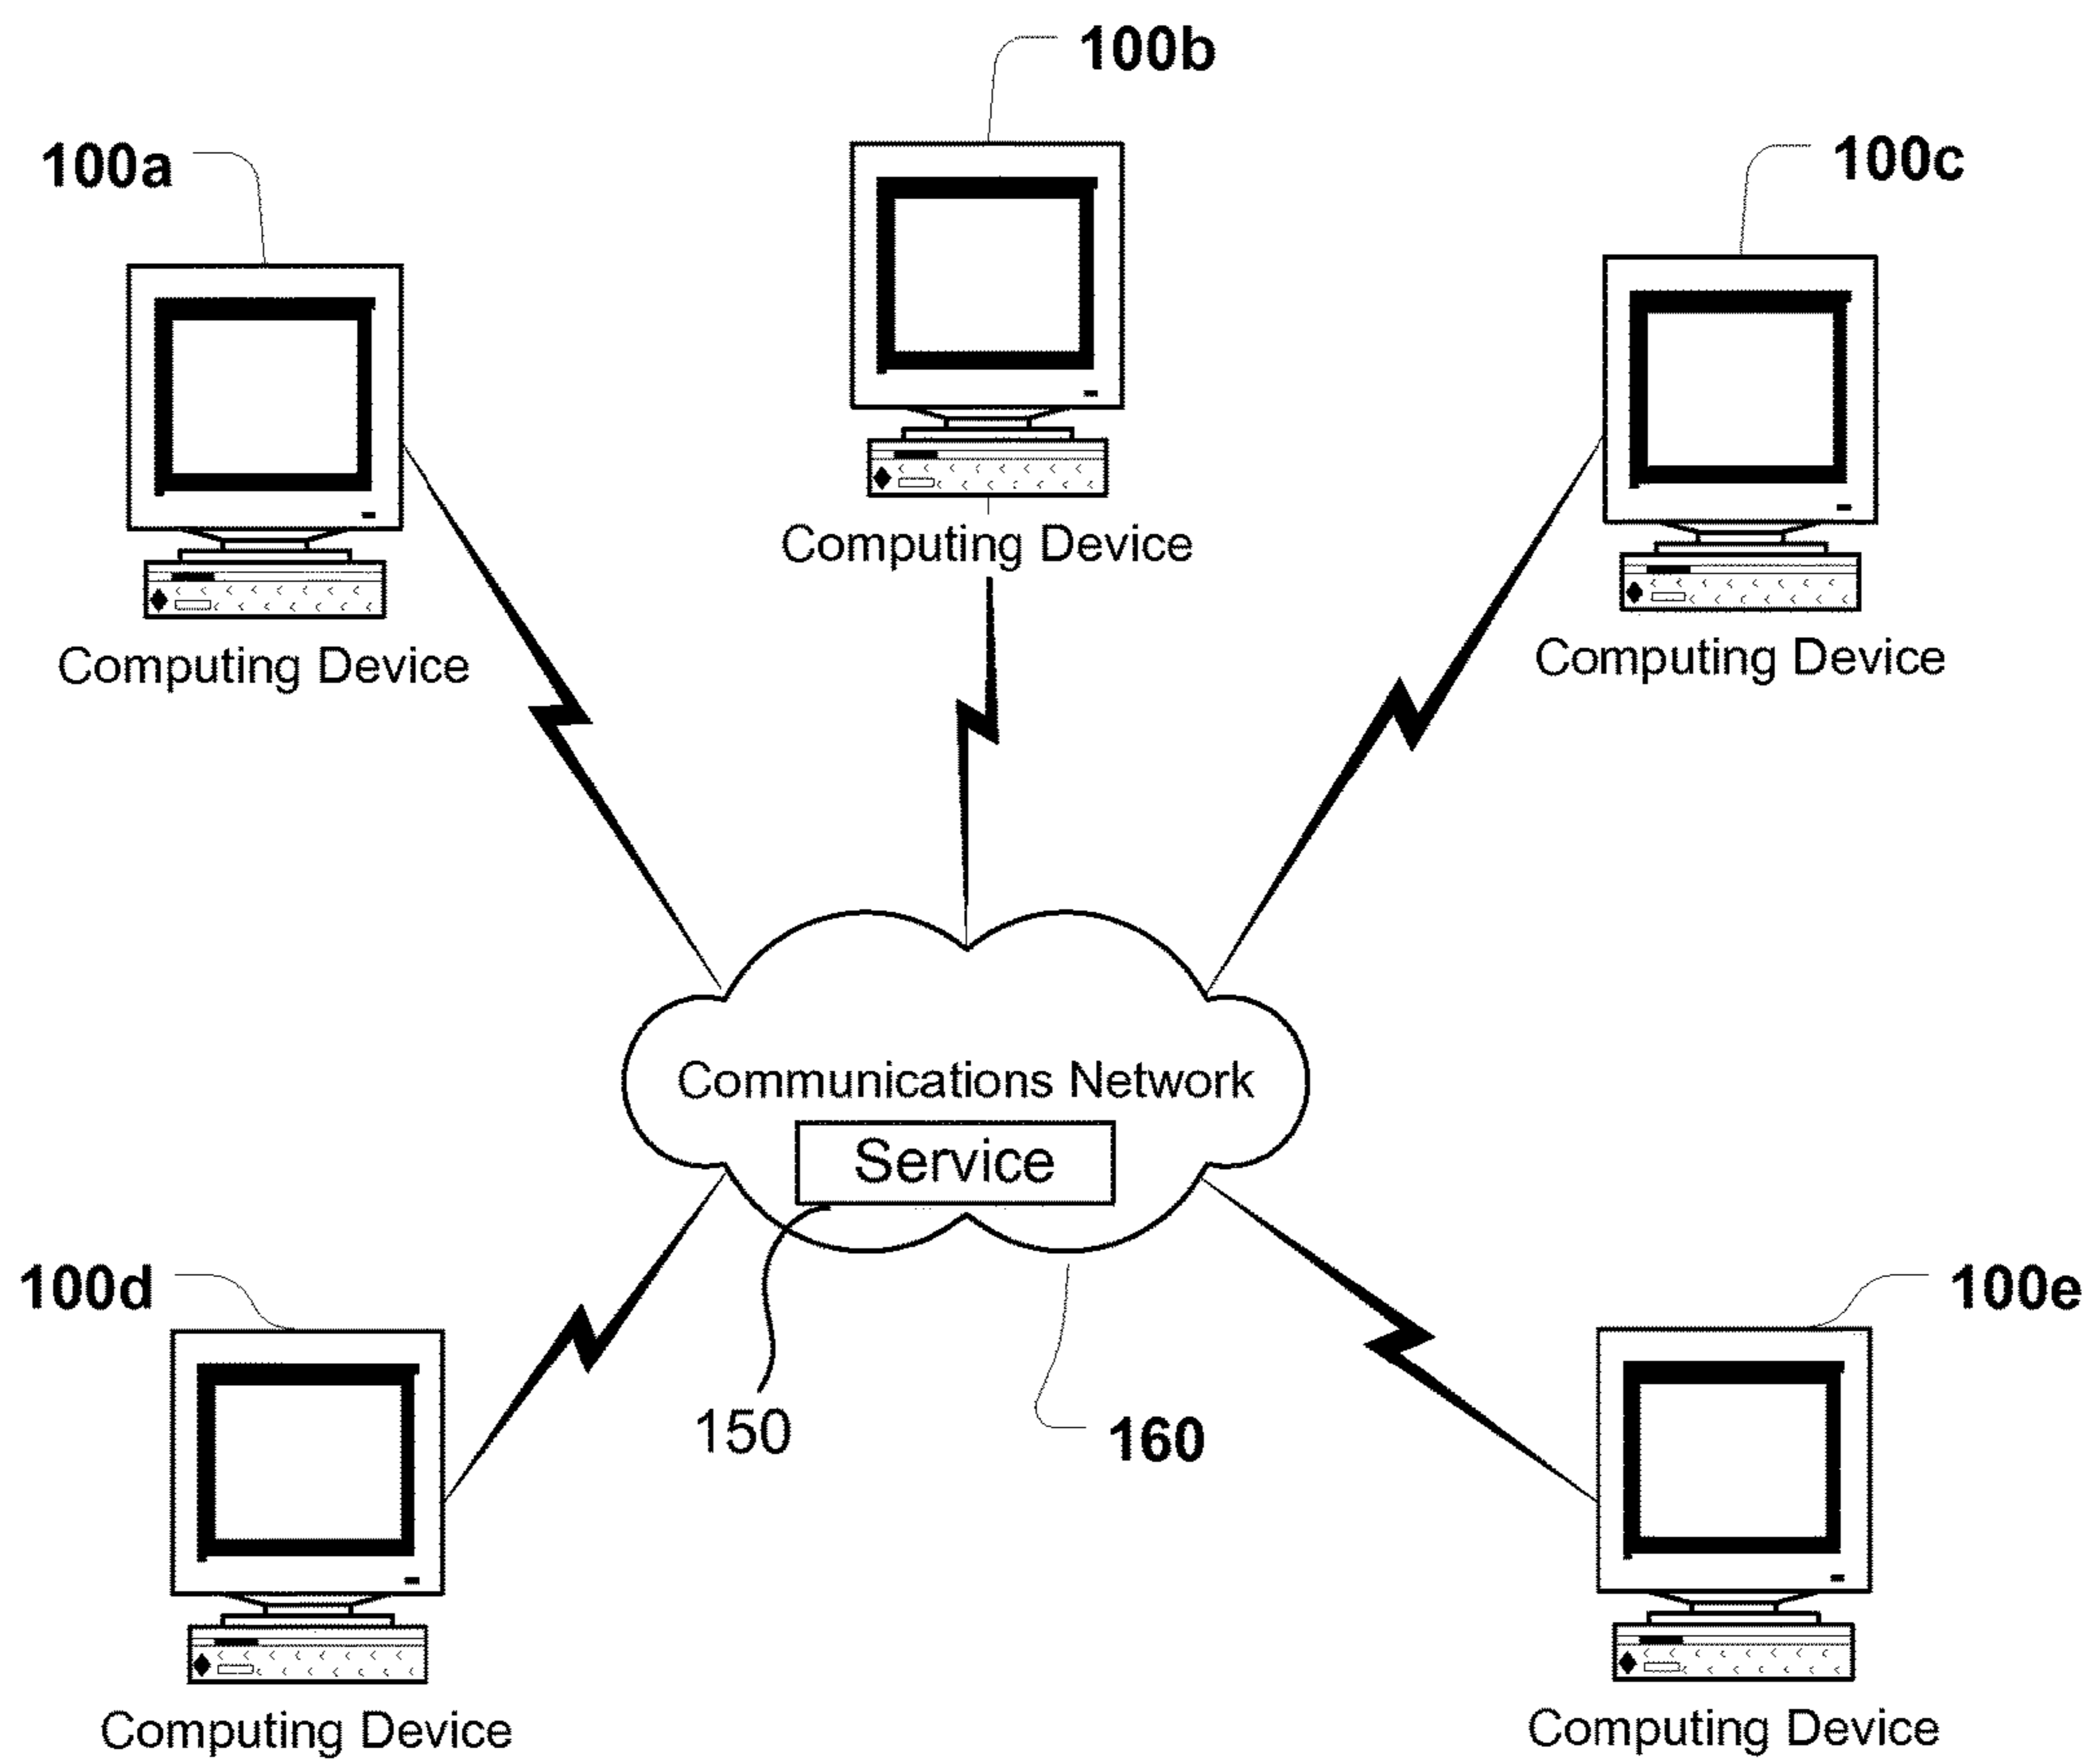 100b
100a
100c
Computing Device
Computing Device
Computing Device
Communications Network
Service
100d
100e
150
160
Computing Device
Computing Device